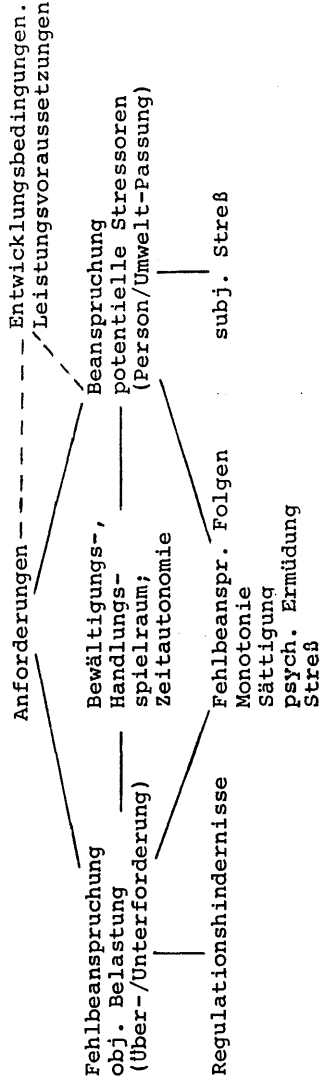 Anforderungen
Entwicklungsbedingungen.
Leistungsvoraussetzungen
Fehlbeanspruchung
obj. Belastung
(Über-/Unterforderung)
Bewältigungs-,
Handlungs-
spielraum;
Zeitautonomie
Beanspruchung
potentielle Stressoren
(Person/Umwelt-Passung)
Regulationshindernisse
Fehlbeanspr. Folgen
Monotonie
Sättigung
psych. Ermüdung
Streß
subj. Streß